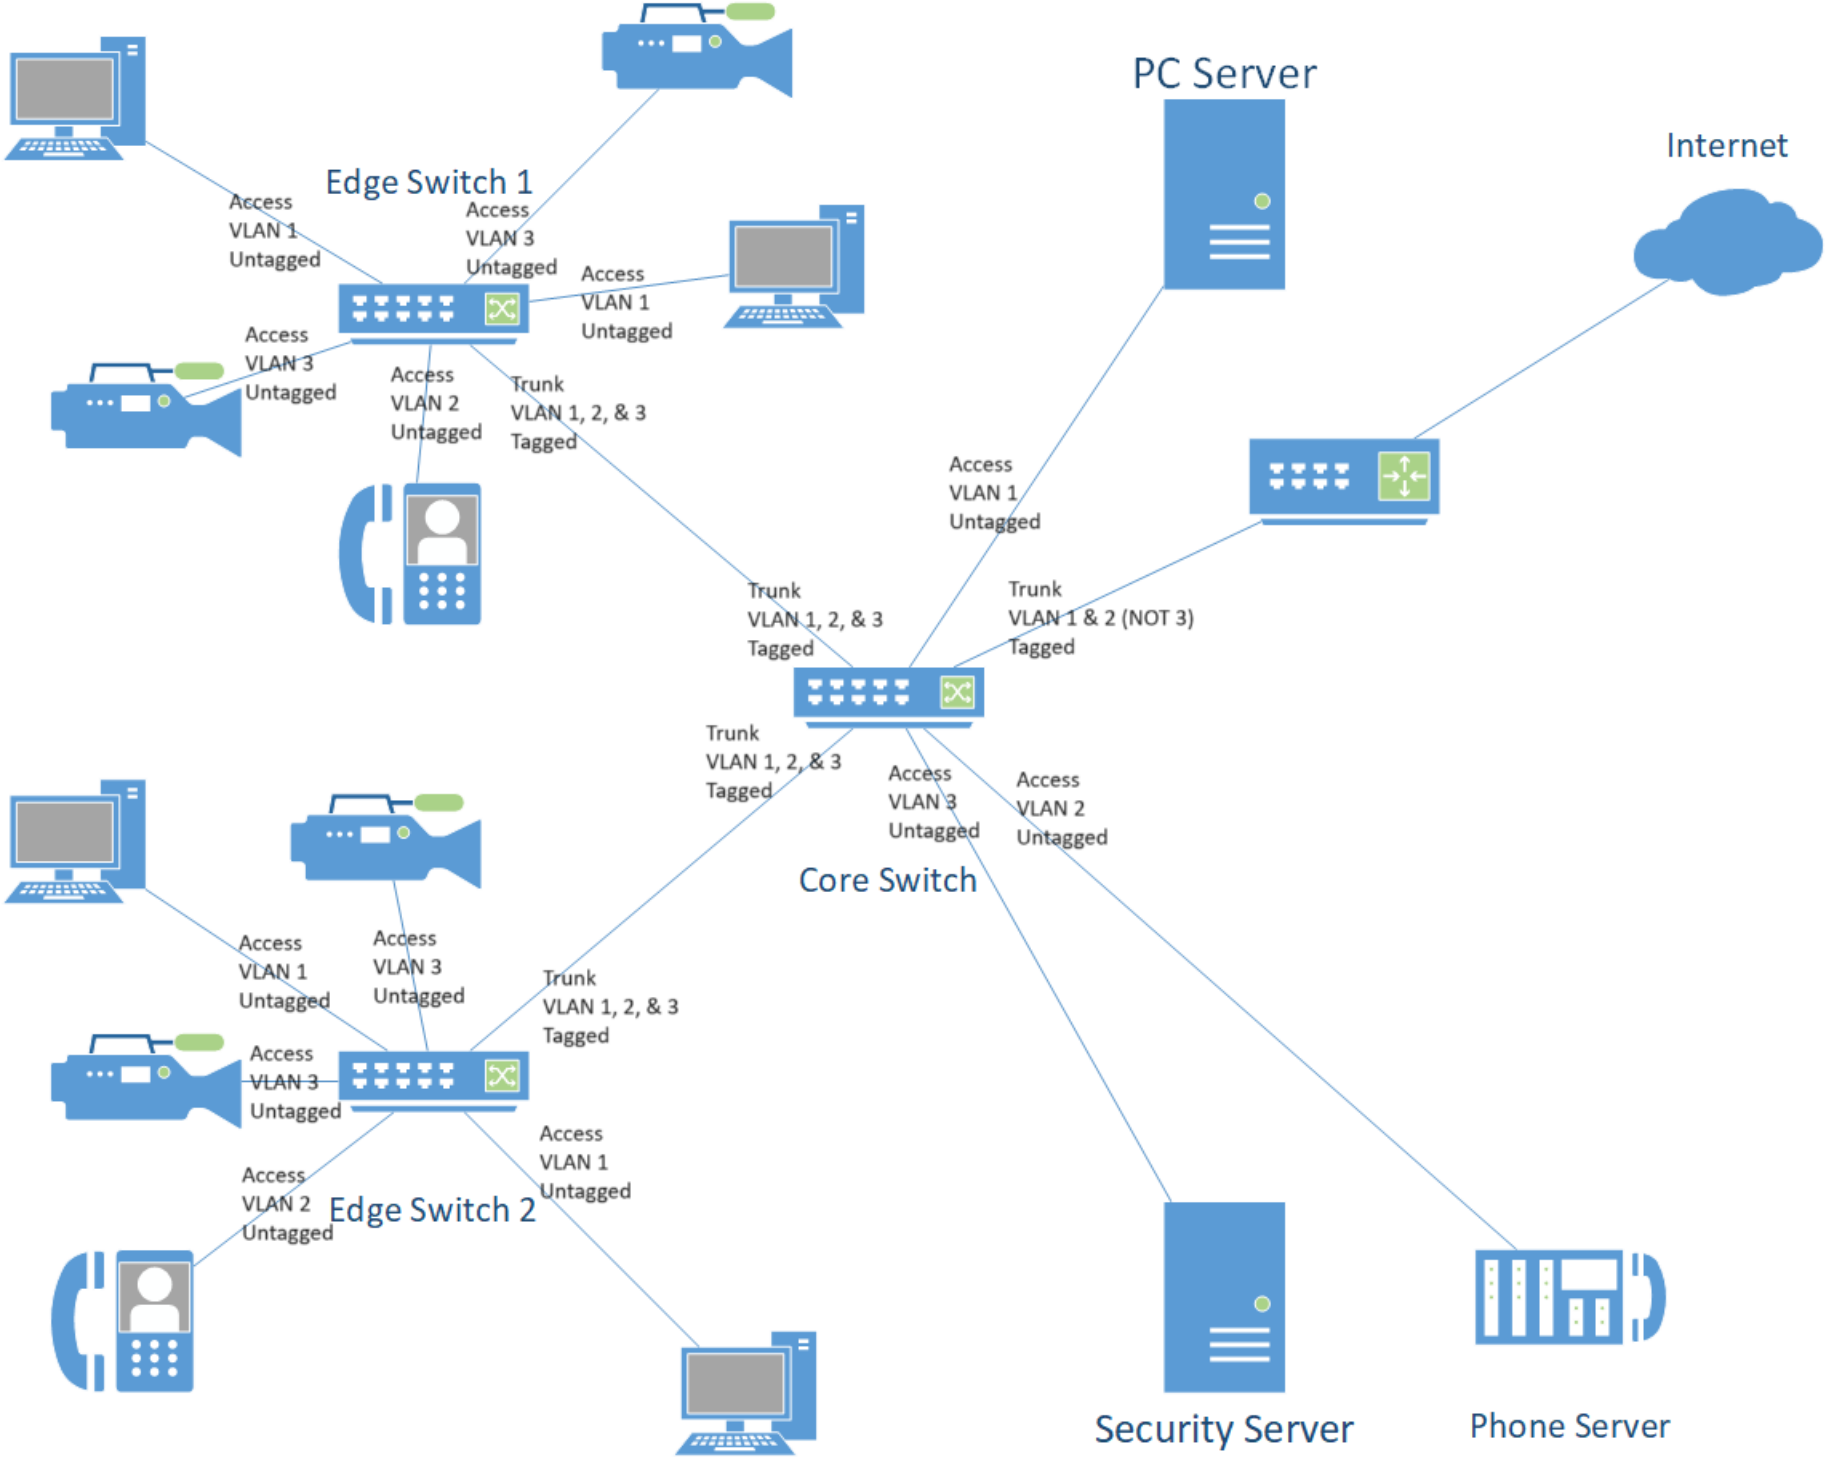 PC Server
Internet
Edge Switch 1
Access
VLAN 1
Untagged
Access
VLAN 3
Untagged
Access
VLAN 1
Untagged
Access
VLAN 3
Untagged
Access
VLAN 2
Untagged
Trunk
VLAN 1, 2, & 3
Tagged
Access
VLAN 1
Untagged
Trunk
VLAN 1, 2, & 3
Tagged
Trunk
VLAN 1 & 2 (NOT 3)
Tagged
Trunk
VLAN 1, 2, & 3
Tagged
Access
VLAN 3
Untagged
Access
VLAN 2
Untagged
Core Switch
Access
VLAN 1
Untagged
Access
VLAN 3
Untagged
Trunk
VLAN 1, 2, & 3
Tagged
Access
VLAN 3
Untagged
Access
VLAN 1
Untagged
Access
VLAN 2
Untagged
Edge Switch 2
Security Server
Phone Server